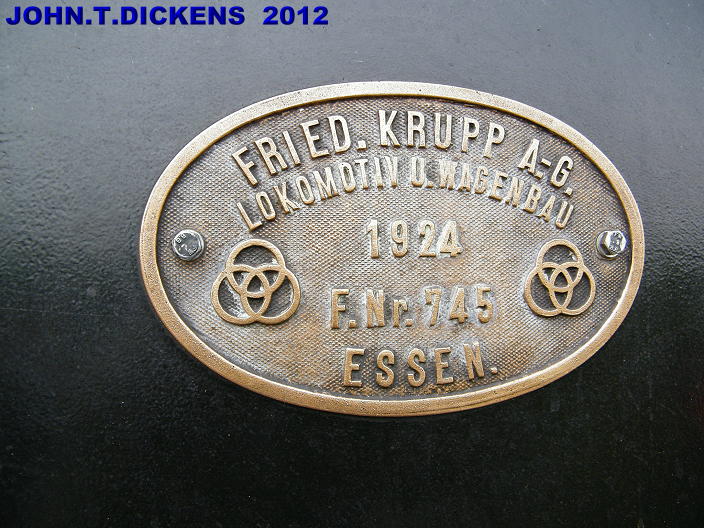 JOHN.T.DICKENS 2012
FRIED. KRUPP A.-G.
LOKOMOTIV U. WAGENBAU
1924
F. Nr. 745
ESSEN.